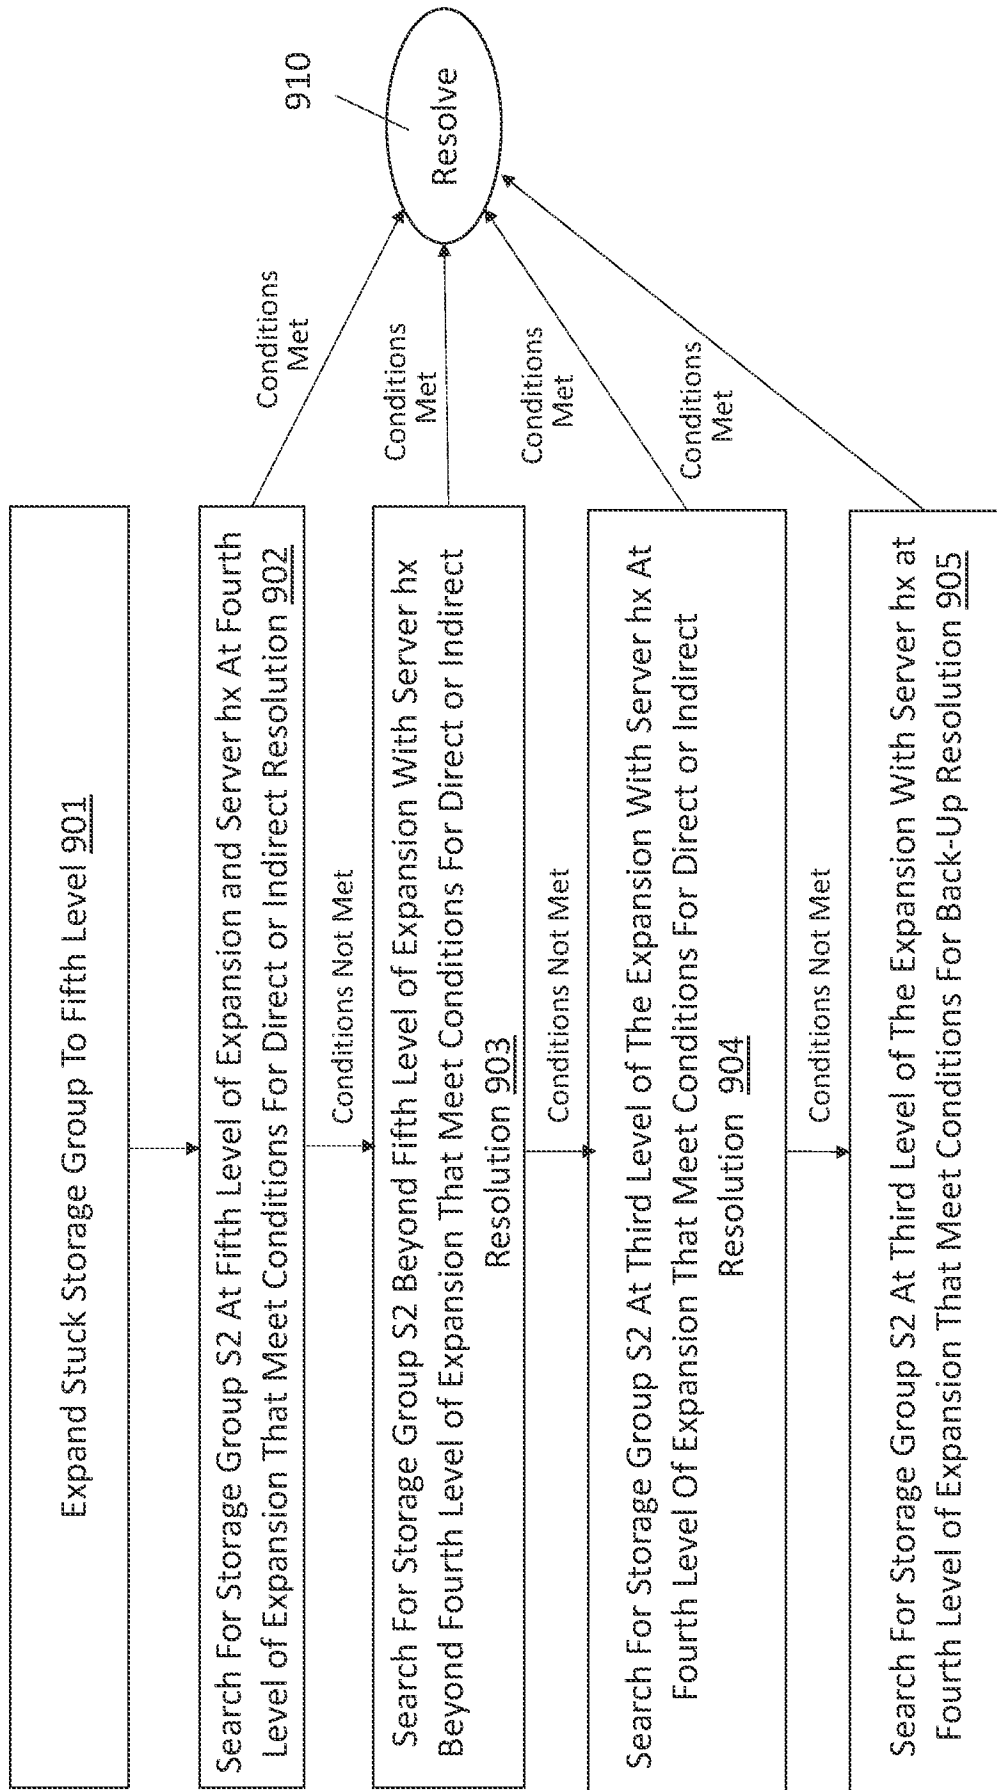 Expand Stuck Storage Group To Fifth Level 901
Search For Storage Group S2 At Fifth Level of Expansion and Server hx At Fourth
Level of Expansion That Meet Conditions For Direct or Indirect Resolution 902
Conditions
Met
Conditions Not Met
Search For Storage Group S2 Beyond Fifth Level of Expansion With Server hx
Beyond Fourth Level of Expansion That Meet Conditions For Direct or Indirect
Resolution 903
Conditions
Met
Conditions Not Met
Search For Storage Group S2 At Third Level of The Expansion With Server hx At
Fourth Level Of Expansion That Meet Conditions For Direct or Indirect
Resolution 904
Conditions
Met
Conditions Not Met
Search For Storage Group S2 At Third Level of The Expansion With Server hx at
Fourth Level of Expansion That Meet Conditions For Back-Up Resolution 905
Conditions
Met
910
Resolve